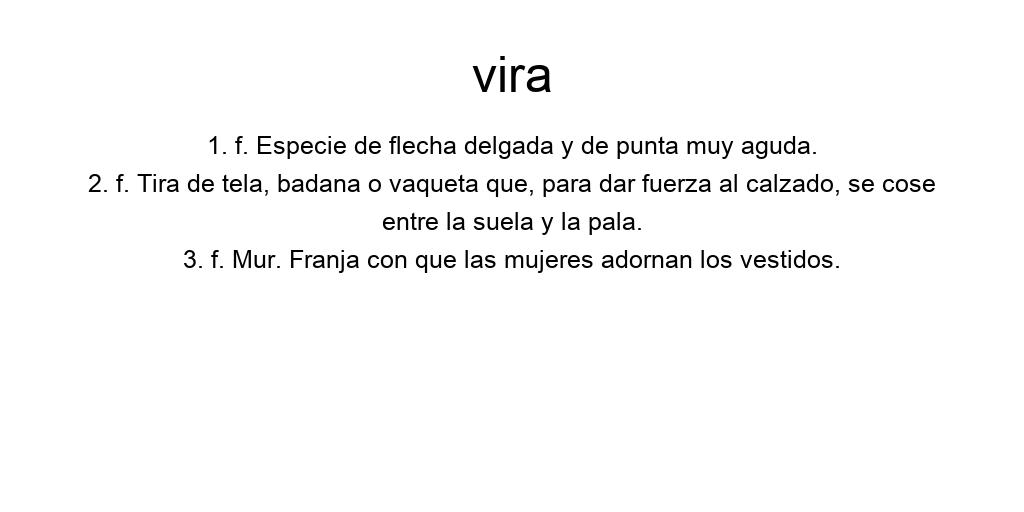 vira
1. f. Especie de flecha delgada y de punta muy aguda.
2. f. Tira de tela, badana o vaqueta que, para dar fuerza al calzado, se cose
entre la suela y la pala.
3. f. Mur. Franja con que las mujeres adornan los vestidos.